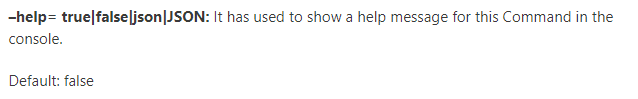 –help= true|false|json|JSON: It has used to show a help message for this Command in the
console.
Default: false